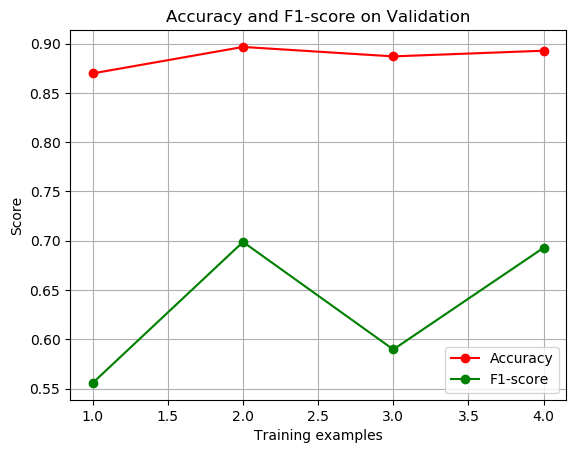 Accuracy and F1-score on Validation
0.90
0.85
0.80
0.75
0.70
0.65
0.60
0.55
Score
Accuracy
F1-score
1.0 1.5 2.0 2.5 3.0 3.5 4.0
Training examples